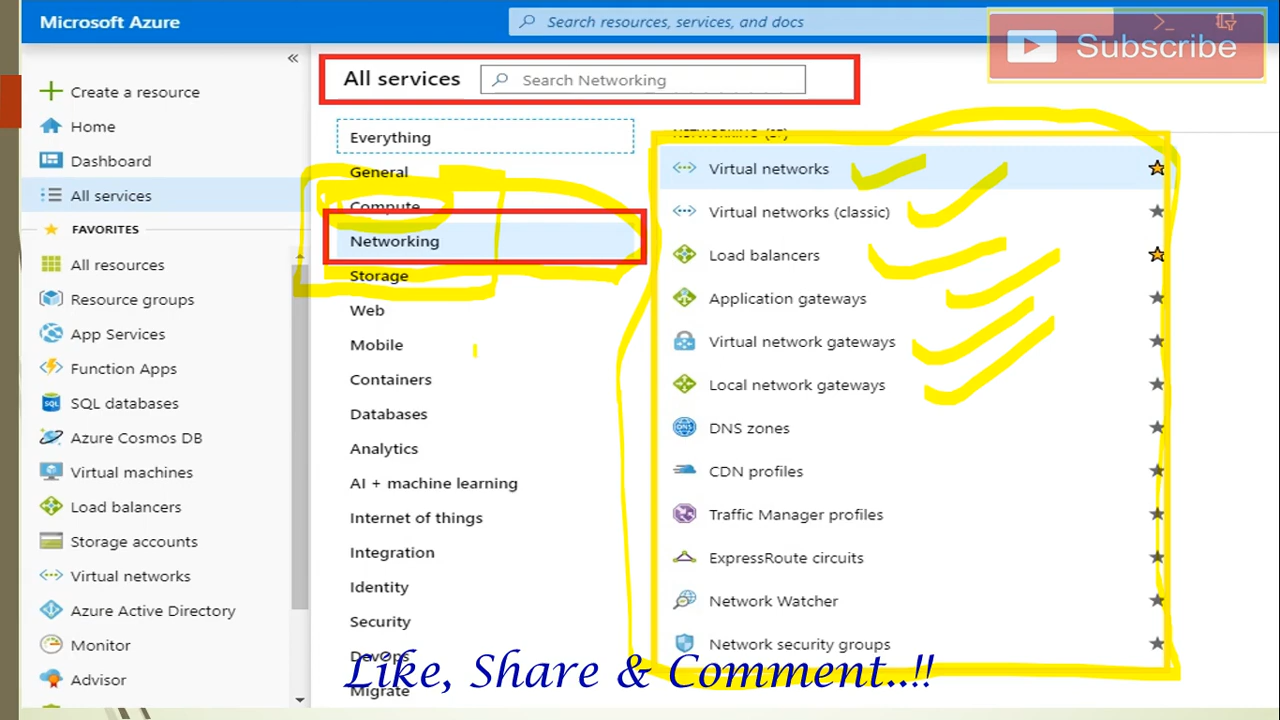 Microsoft Azure
Search resources, services, and docs
Subscribe
All services
Search Networking
Create a resource
Home
Dashboard
All services
FAVORITES
All resources
Resource groups
App Services
Function Apps
SQL databases
Azure Cosmos DB
Virtual machines
Load balancers
Storage accounts
Virtual networks
Azure Active Directory
Monitor
Advisor
Everything
General
Compute
Networking
Storage
Web
Mobile
Containers
Databases
Analytics
AI + machine learning
Internet of things
Integration
Identity
Security
DevOps
Migrate
NETWORKING (17)
Virtual networks
Virtual networks (classic)
Load balancers
Application gateways
Virtual network gateways
Local network gateways
DNS zones
CDN profiles
Traffic Manager profiles
ExpressRoute circuits
Network Watcher
Network security groups
Like, Share & Comment..!!